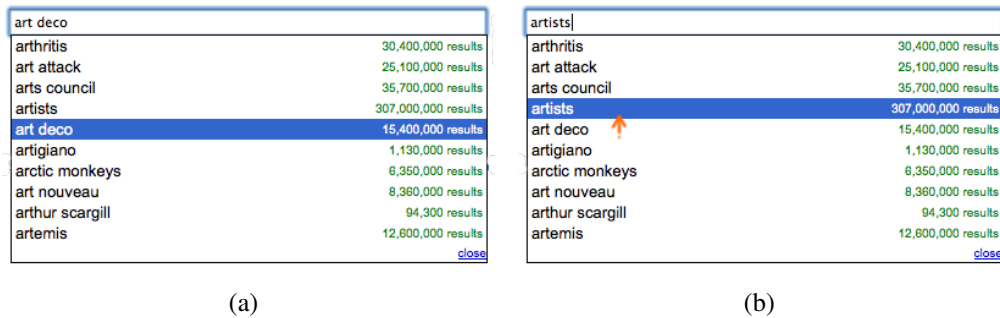 art deco
arthritis 30,400,000 results
art attack 25,100,000 results
arts council 35,700,000 results
artists 307,000,000 results
art deco 15,400,000 results
artigiano 1,130,000 results
arctic monkeys 6,350,000 results
art nouveau 8,360,000 results
arthur scargill 94,300 results
artemis 12,600,000 results
close
(a)
artists
arthritis 30,400,000 results
art attack 25,100,000 results
arts council 35,700,000 results
artists 307,000,000 results
art deco 15,400,000 results
artigiano 1,130,000 results
arctic monkeys 6,350,000 results
art nouveau 8,360,000 results
arthur scargill 94,300 results
artemis 12,600,000 results
close
(b)